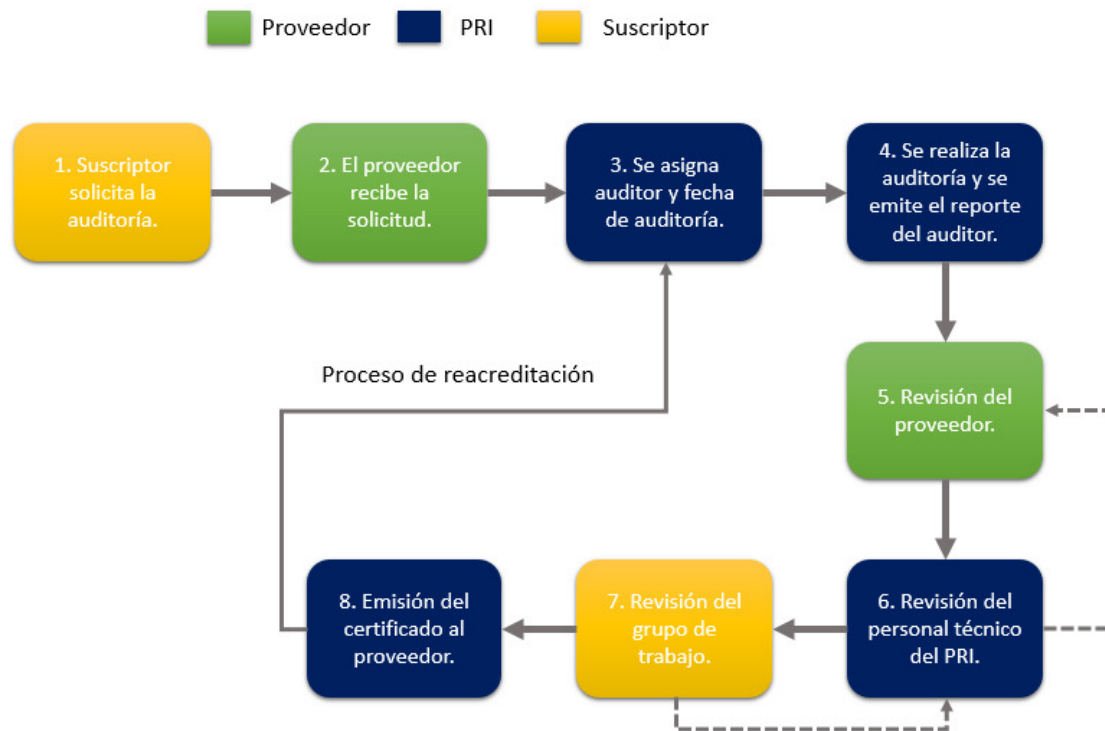 Proveedor
PRI
Suscriptor
1. Suscriptor
solicita la
auditoría.
2. El proveedor
recibe la
solicitud.
3. Se asigna
auditor y fecha
de auditoría.
4. Se realiza la
auditoría y se
emite el reporte
del auditor.
Proceso de reacreditación
5. Revisión del
proveedor.
8. Emisión del
certificado al
proveedor.
7. Revisión del
grupo de
trabajo.
6. Revisión del
personal técnico
del PRI.